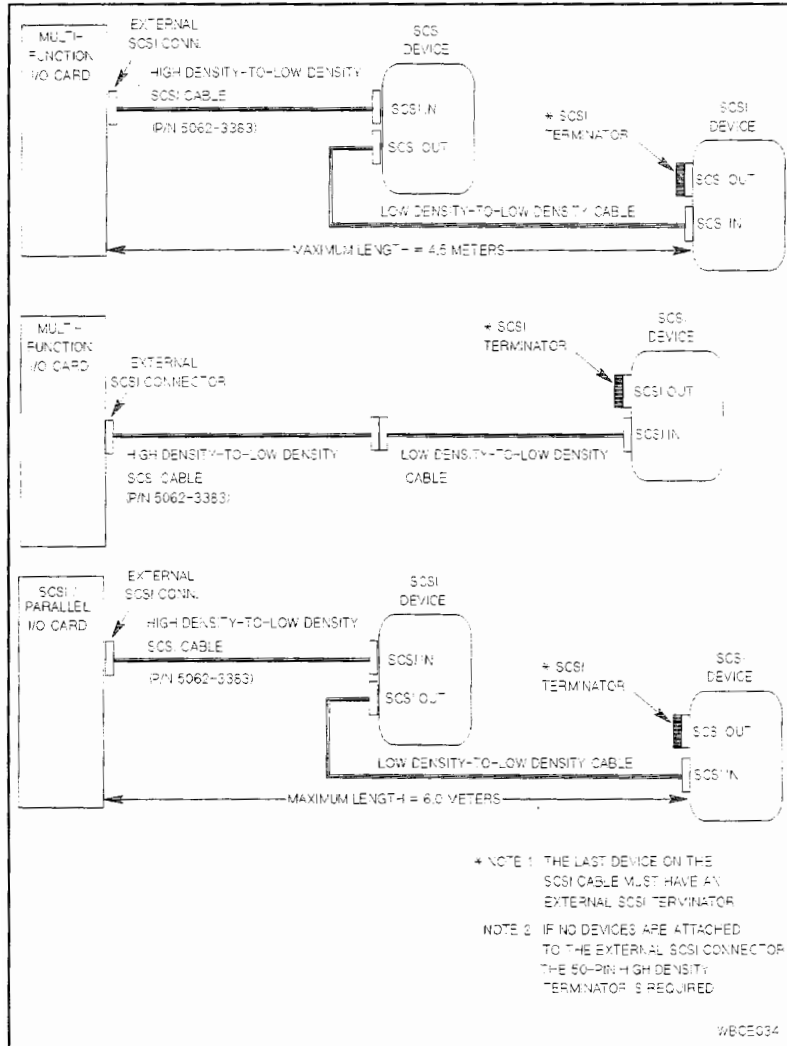 MULTI-
FUNCTION
I/O CARD
EXTERNAL
SCSI CONN.
HIGH DENSITY-TO-LOW DENSITY
SCSI CABLE
(P/N 5062-3383)
SCSI
DEVICE
SCSI IN
SCSI OUT
* SCSI
TERMINATOR
SCSI
DEVICE
SCSI OUT
SCSI IN
LOW DENSITY-TO-LOW DENSITY CABLE
MAXIMUM LENGTH = 4.5 METERS
MULTI-
FUNCTION
I/O CARD
EXTERNAL
SCSI CONNECTOR
HIGH DENSITY-TO-LOW DENSITY
SCSI CABLE
(P/N 5062-3383)
LOW DENSITY-TO-LOW DENSITY
CABLE
* SCSI
TERMINATOR
SCSI
DEVICE
SCSI OUT
SCSI IN
SCSI/
PARALLEL
I/O CARD
EXTERNAL
SCSI CONN.
HIGH DENSITY-TO-LOW DENSITY
SCSI CABLE
(P/N 5062-3383)
SCSI
DEVICE
SCSI IN
SCSI OUT
* SCSI
TERMINATOR
SCSI
DEVICE
SCSI OUT
SCSI IN
LOW DENSITY-TO-LOW DENSITY CABLE
MAXIMUM LENGTH = 6.0 METERS
* NOTE 1 THE LAST DEVICE ON THE
SCSI CABLE MUST HAVE AN
EXTERNAL SCSI TERMINATOR
NOTE 2 IF NO DEVICES ARE ATTACHED
TO THE EXTERNAL SCSI CONNECTOR
THE 50-PIN HIGH DENSITY
TERMINATOR IS REQUIRED
WBCE034